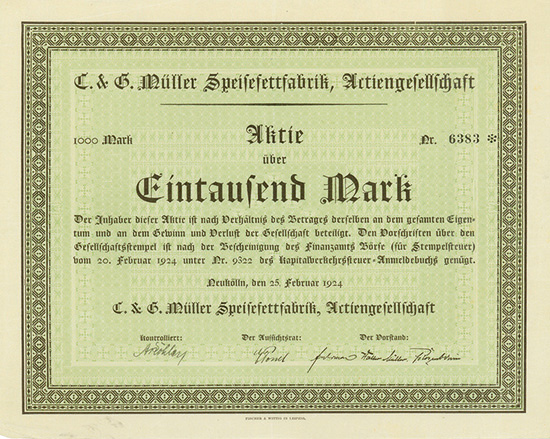 C. & G. Müller Speisefettfabrik, Actiengesellschaft
Aktie
1000 Mark
Nr. 6383
über
Eintausend Mark
Der Inhaber dieser Aktie ist nach Verhältnis des Betrages derselben an dem gesamten Eigen-
tum und an dem Gewinn und Verlust der Gesellschaft beteiligt. Den Vorschriften über den
Gesellschaftsstempel ist nach der Bescheinigung des Finanzamts Börse (für Stempelsteuer)
vom 20. Februar 1924 unter Nr. 9322 des Kapitalverkehrssteuer-Anmeldebuchs genügt.
Neukölln, den 25. Februar 1924
C. & G. Müller Speisefettfabrik, Actiengesellschaft
Kontrolliert:
Der Aufsichtsrat:
Der Vorstand: